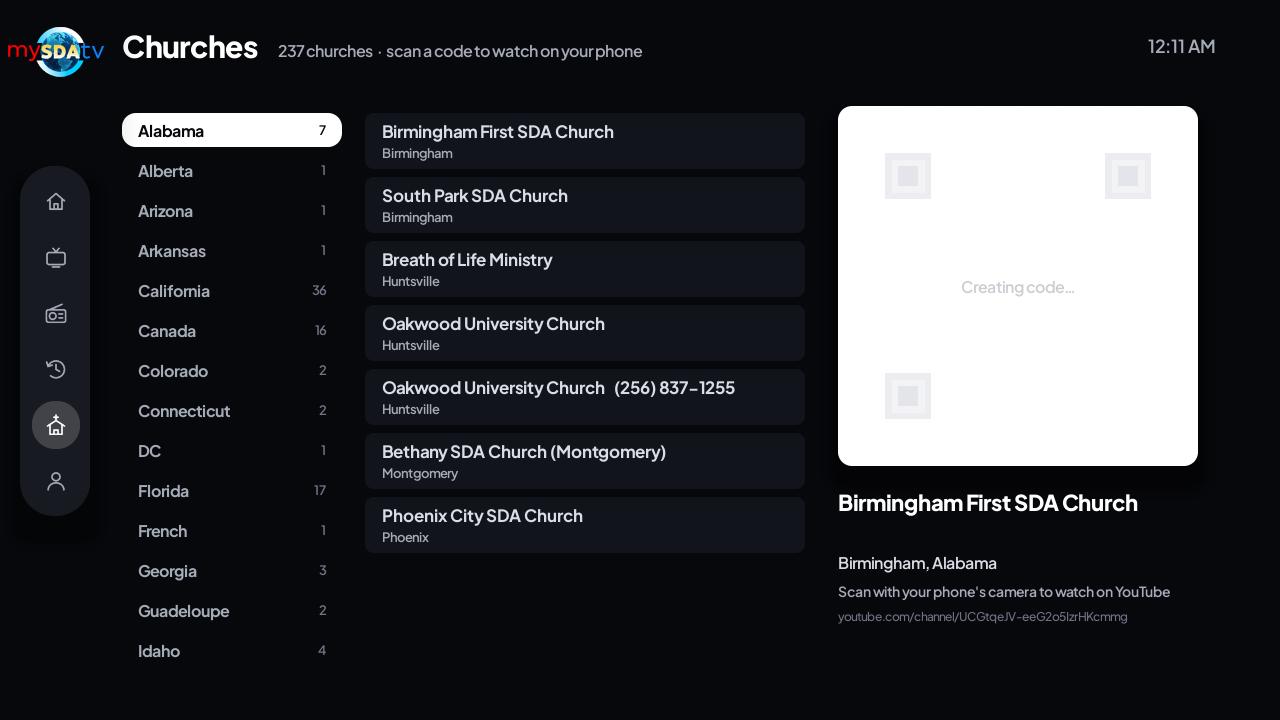 mySDAtv
Churches
237 churches · scan a code to watch on your phone
12:11 AM
Alabama 7
Alberta 1
Arizona 1
Arkansas 1
California 36
Canada 16
Colorado 2
Connecticut 2
DC 1
Florida 17
French 1
Georgia 3
Guadeloupe 2
Idaho 4
Birmingham First SDA Church
Birmingham
South Park SDA Church
Birmingham
Breath of Life Ministry
Huntsville
Oakwood University Church
Huntsville
Oakwood University Church (256) 837-1255
Huntsville
Bethany SDA Church (Montgomery)
Montgomery
Phoenix City SDA Church
Phoenix
Creating code...
Birmingham First SDA Church
Birmingham, Alabama
Scan with your phone's camera to watch on YouTube
youtube.com/channel/UCGtqeJV-eeG2o5IzrHKcmmg